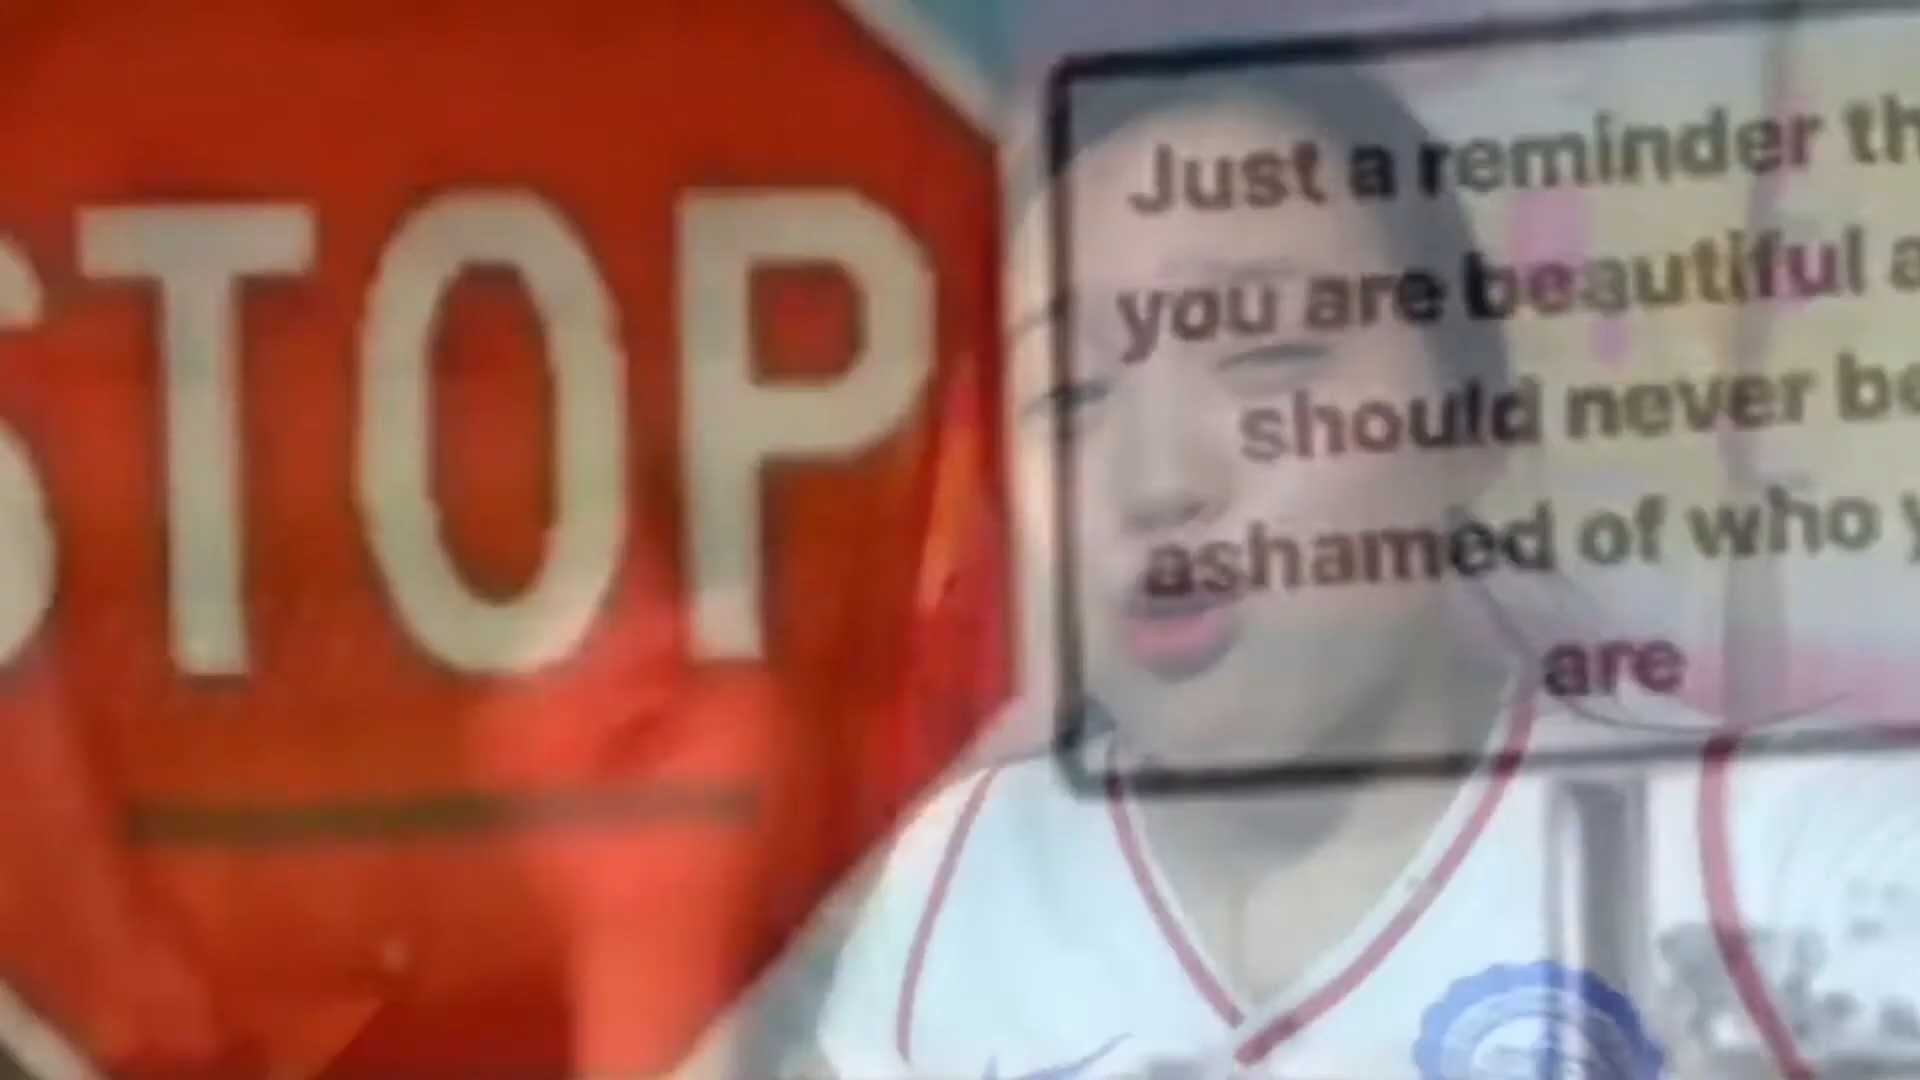 STOP
Just a reminder th
you are beautiful a
should never be
ashamed of who y
are